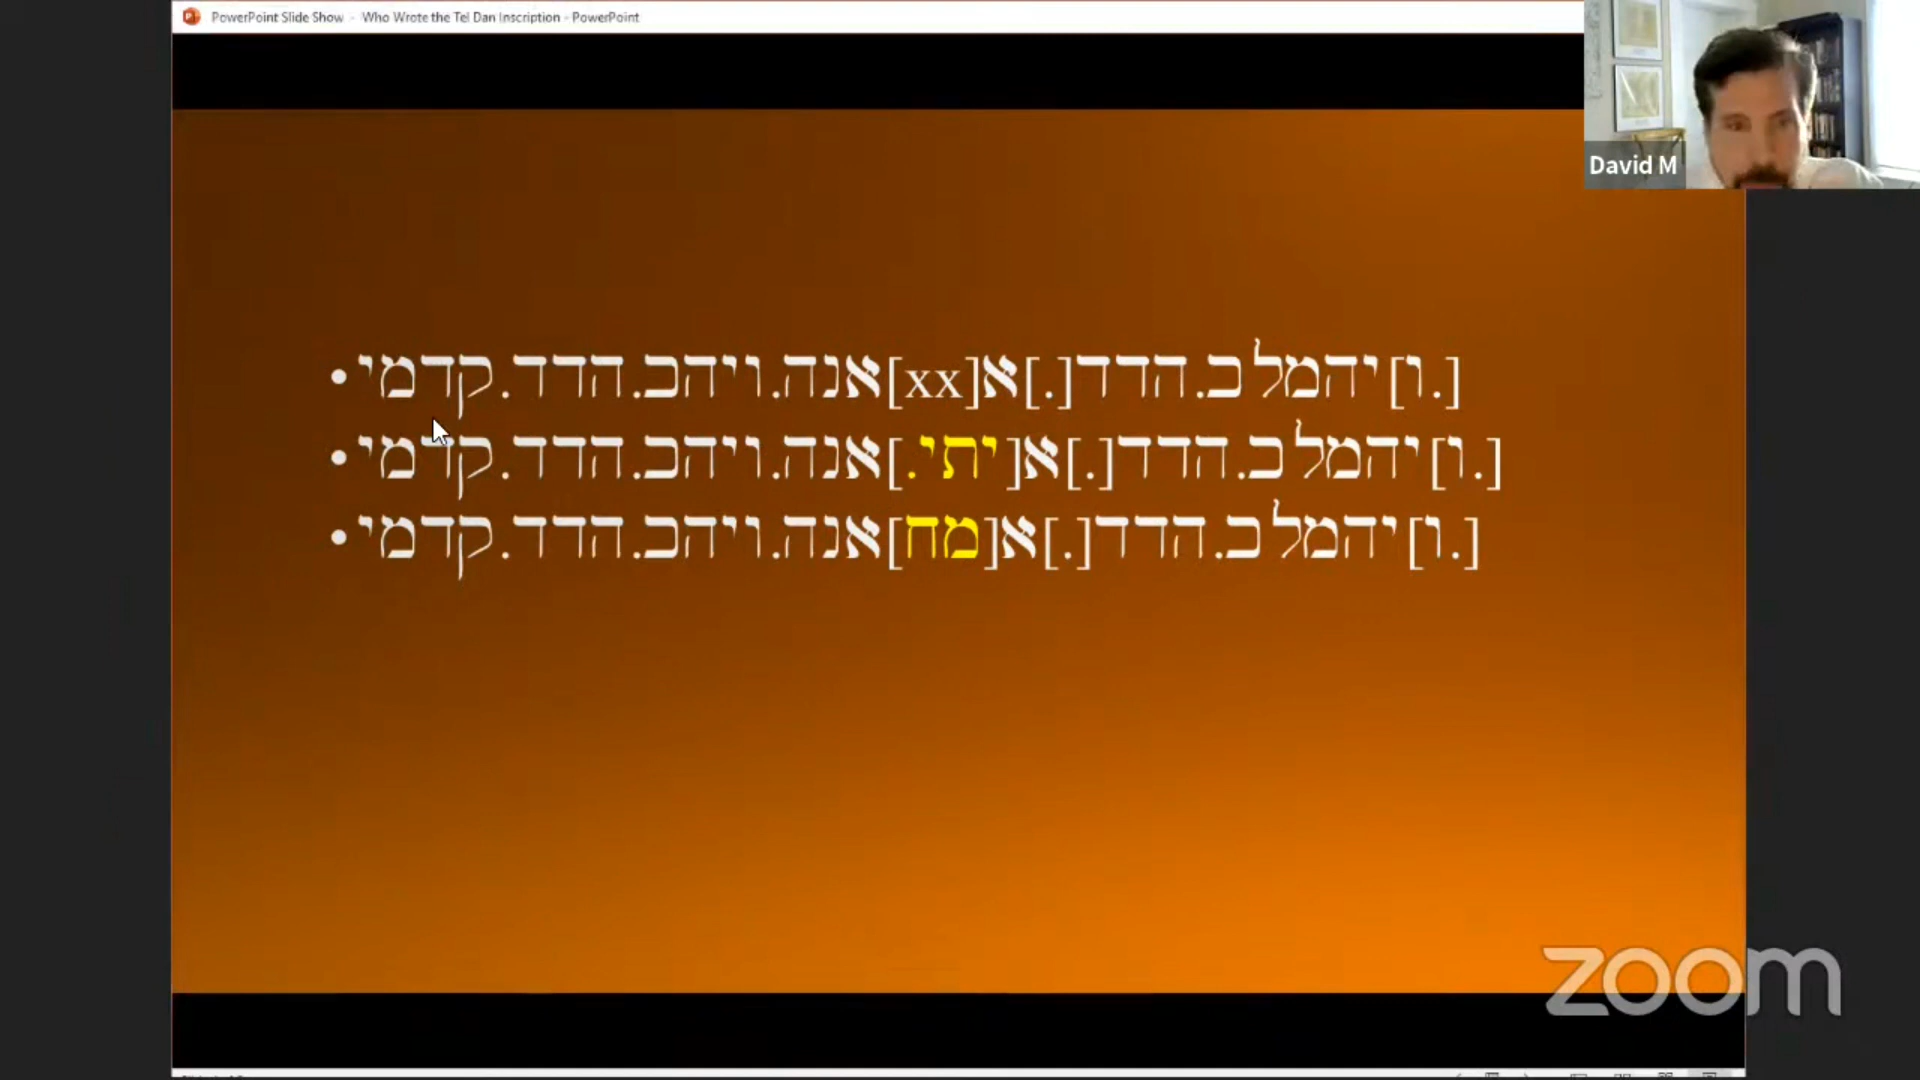 PowerPoint Slide Show - Who Wrote the Tel Dan Inscription - PowerPoint
David M
• [.ו]יהמלכ.הדד[.]א[xx]אנה.ויהכ.הדד.קדמי
• [.ו]יהמלכ.הדד[.]א[יתי.]אנה.ויהכ.הדד.קדמי
• [.ו]יהמלכ.הדד[.]א[מח]אנה.ויהכ.הדד.קדמי
zoom